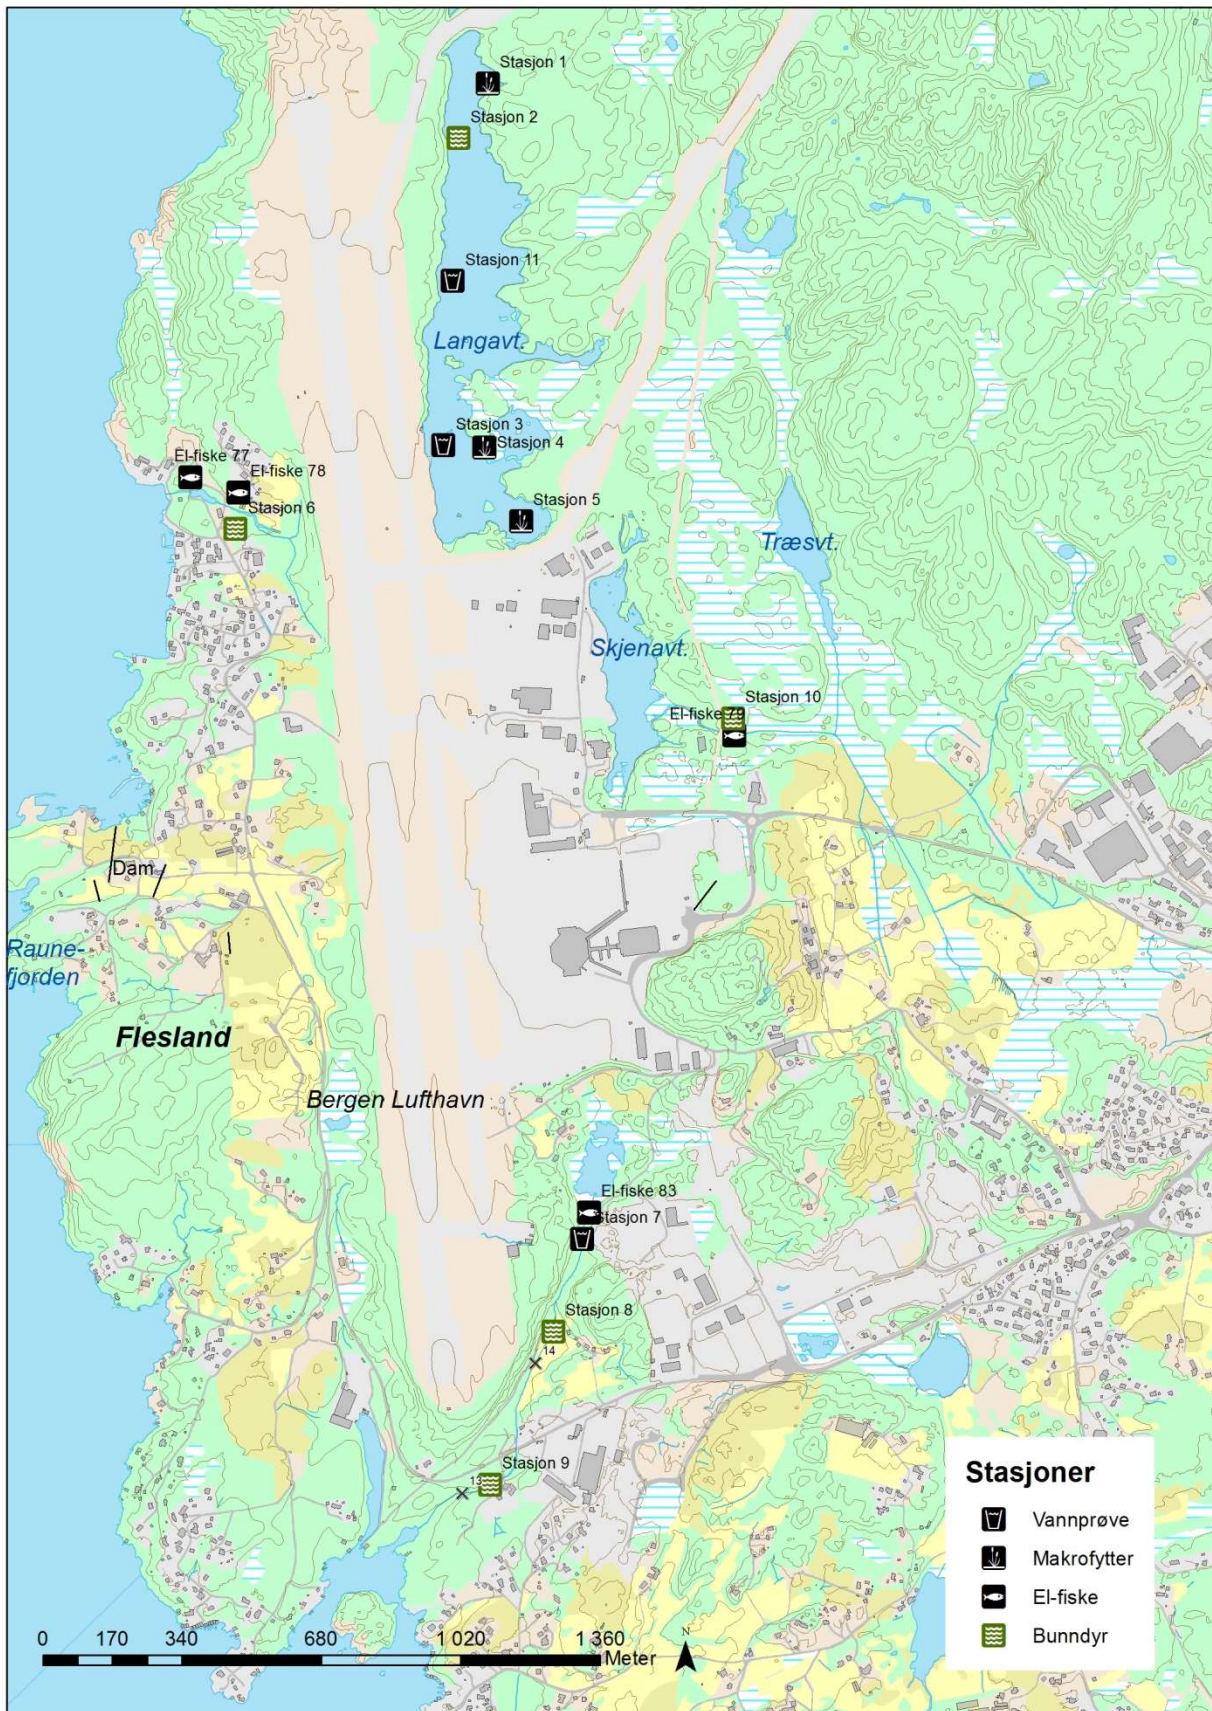 Stasjon 1
Stasjon 2
Stasjon 11
Langavt.
Stasjon 3
Stasjon 4
El-fiske 77
El-fiske 78
Stasjon 6
Stasjon 5
Træsvt.
Skjenavt.
Stasjon 10
El-fiske 79
Dam
Raune-
fjorden
Flesland
Bergen Lufthavn
El-fiske 83
Stasjon 7
Stasjon 8
14
Stasjon 9
13
Stasjoner
Vannprøve
Makrofytter
El-fiske
Bunndyr
0 170 340 680 1 020 1 360
Meter
N